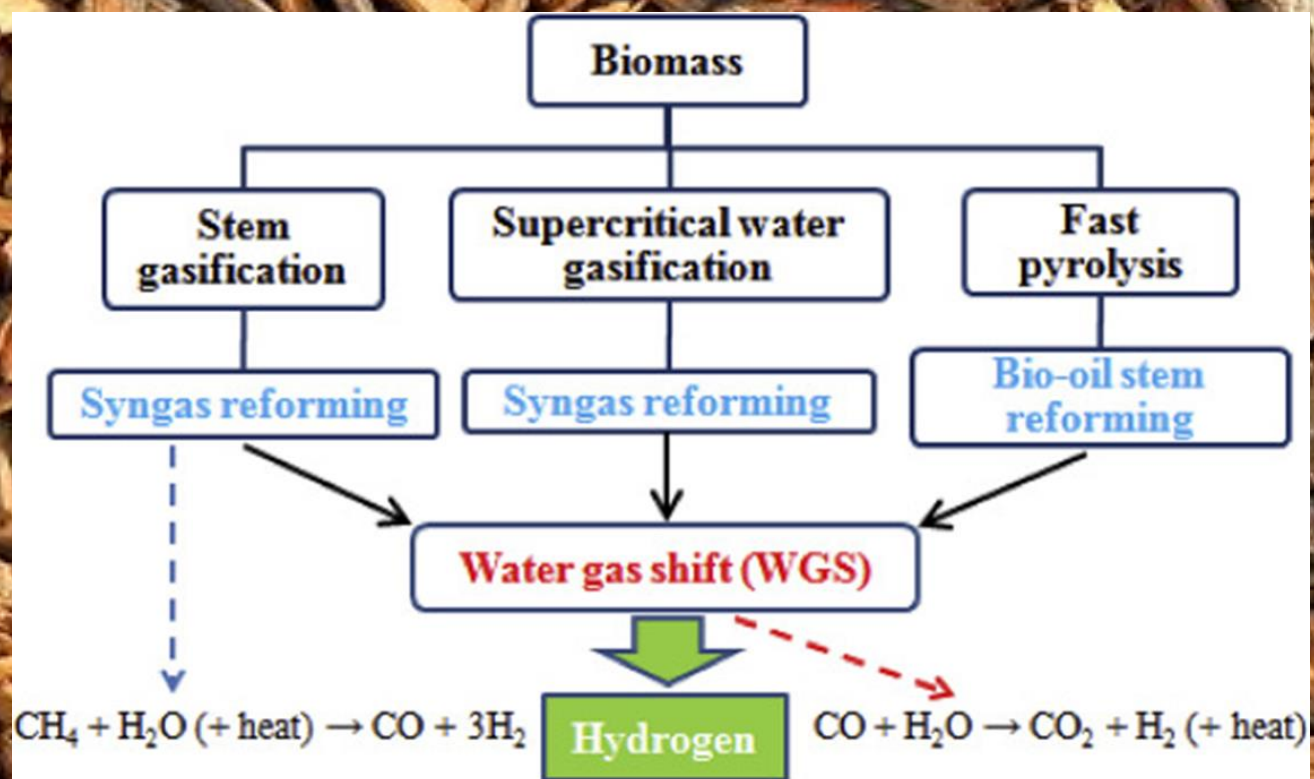 Biomass
Stem
gasification
Supercritical water
gasification
Fast
pyrolysis
Syngas reforming
Syngas reforming
Bio-oil stem
reforming
Water gas shift (WGS)
CH₄ + H₂O (+ heat) → CO + 3H₂
Hydrogen
CO + H₂O → CO₂ + H₂ (+ heat)